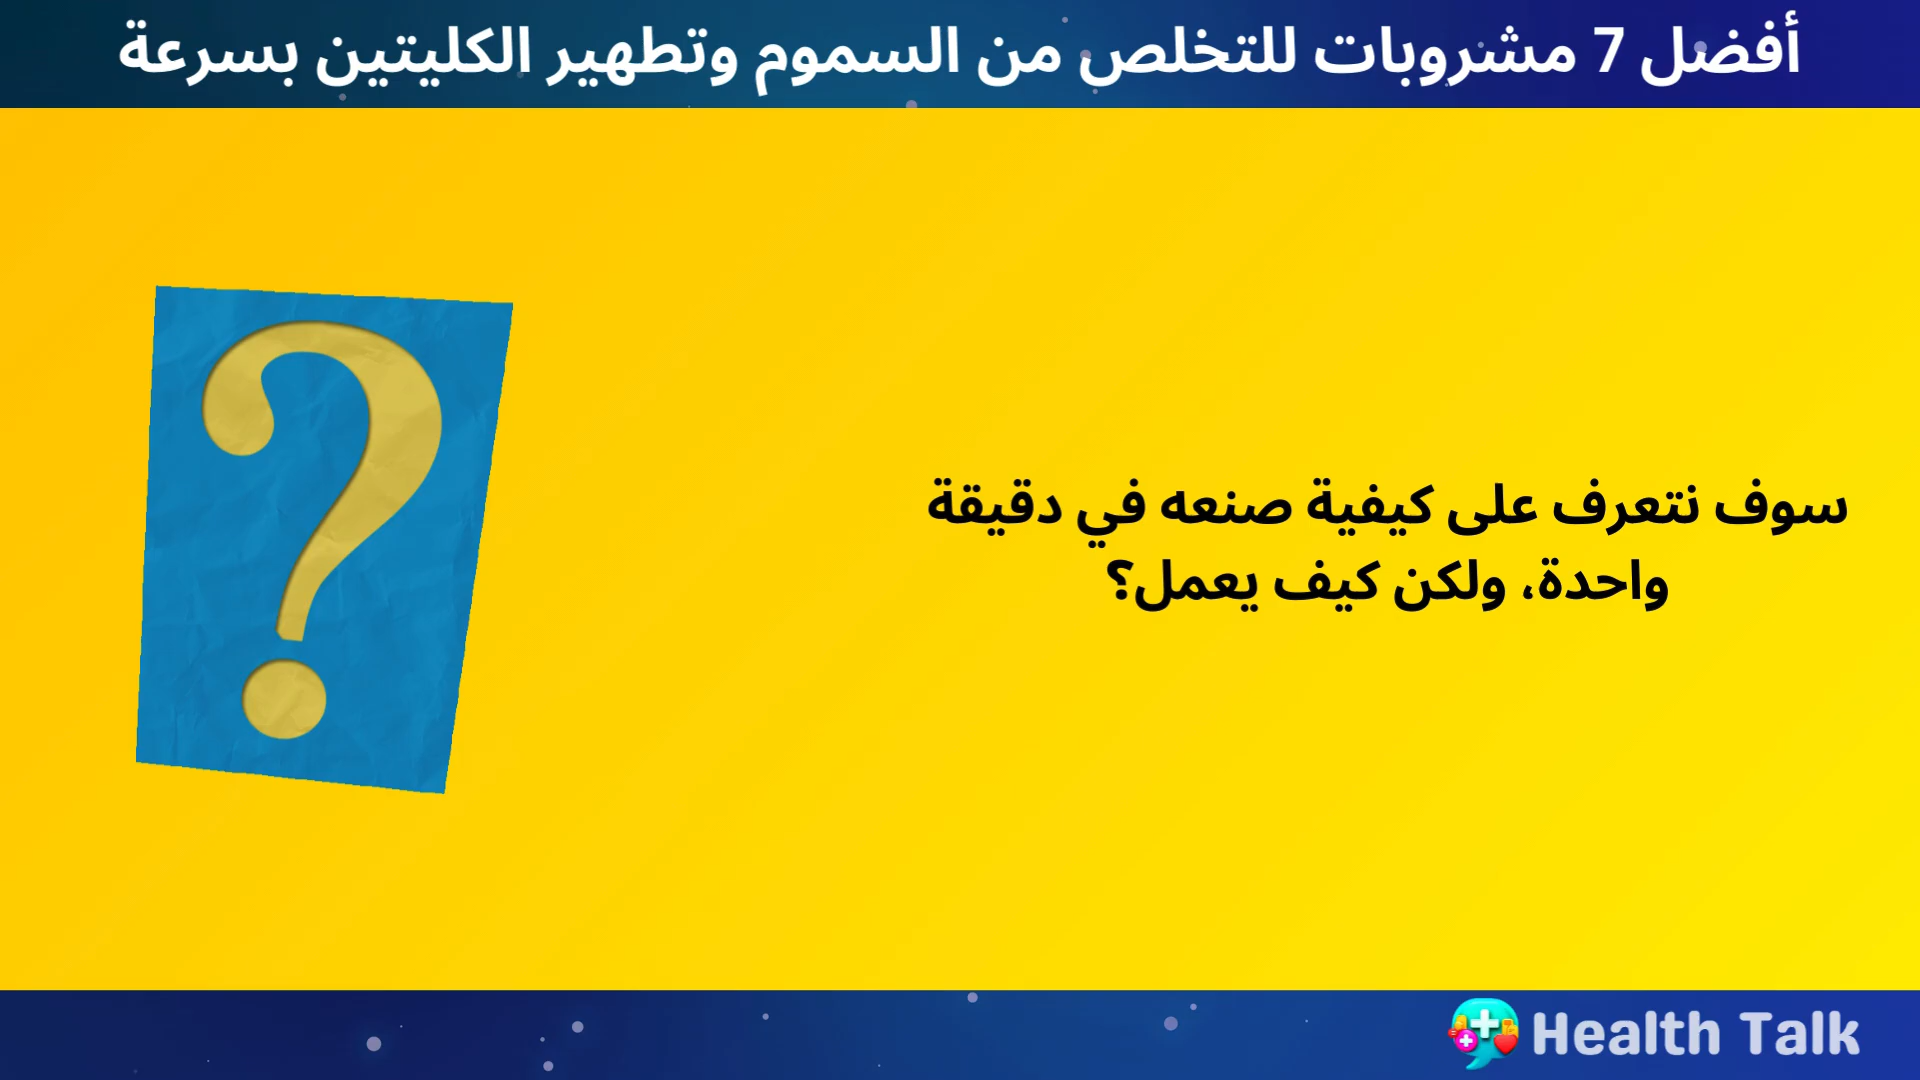 أفضل 7 مشروبات للتخلص من السموم وتطهير الكليتين بسرعة
سوف نتعرف على كيفية صنعه في دقيقة
واحدة، ولكن كيف يعمل؟
Health Talk